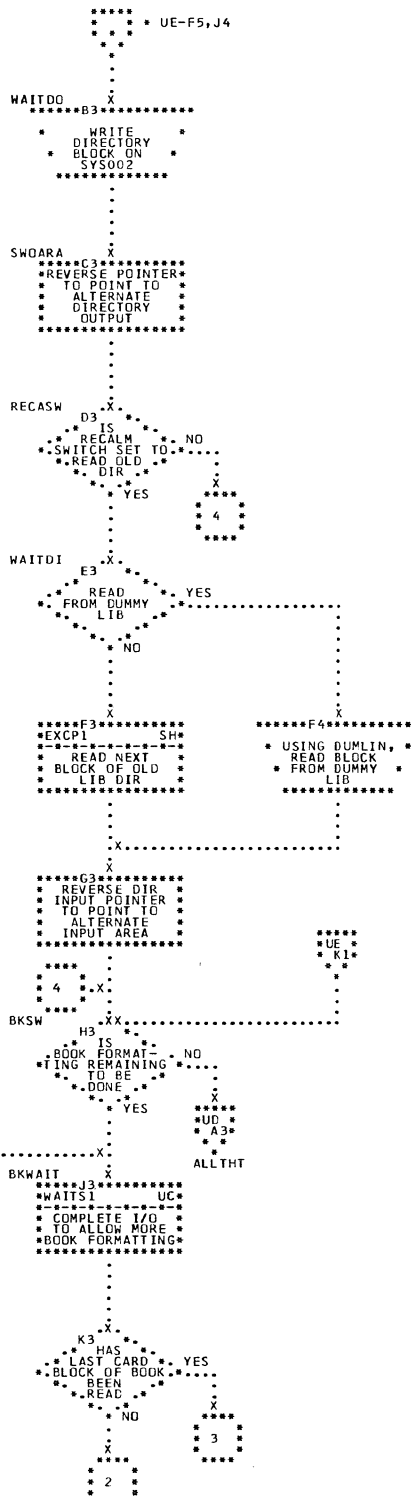 UE-F5,J4
WAITDO
B3
WRITE
DIRECTORY
BLOCK ON
SYS002
SWOARA
C3
REVERSE POINTER
TO POINT TO
ALTERNATE
DIRECTORY
OUTPUT
RECASW
D3
IS
RECALM
SWITCH SET TO
READ OLD
DIR
NO
YES
4
WAITDI
E3
READ
FROM DUMMY
LIB
YES
NO
F3
EXCP1 SH
READ NEXT
BLOCK OF OLD
LIB DIR
F4
USING DUMLIN,
READ BLOCK
FROM DUMMY
LIB
G3
REVERSE DIR
INPUT POINTER
TO POINT TO
ALTERNATE
INPUT AREA
UE
K1
4
BKSW
H3
IS
BOOK FORMAT-
TING REMAINING
TO BE
DONE
NO
YES
UD
A3
ALLTHT
BKWAIT
J3
WAITS1 UC
COMPLETE I/O
TO ALLOW MORE
BOOK FORMATTING
K3
HAS
LAST CARD
BLOCK OF BOOK
BEEN
READ
YES
NO
3
2